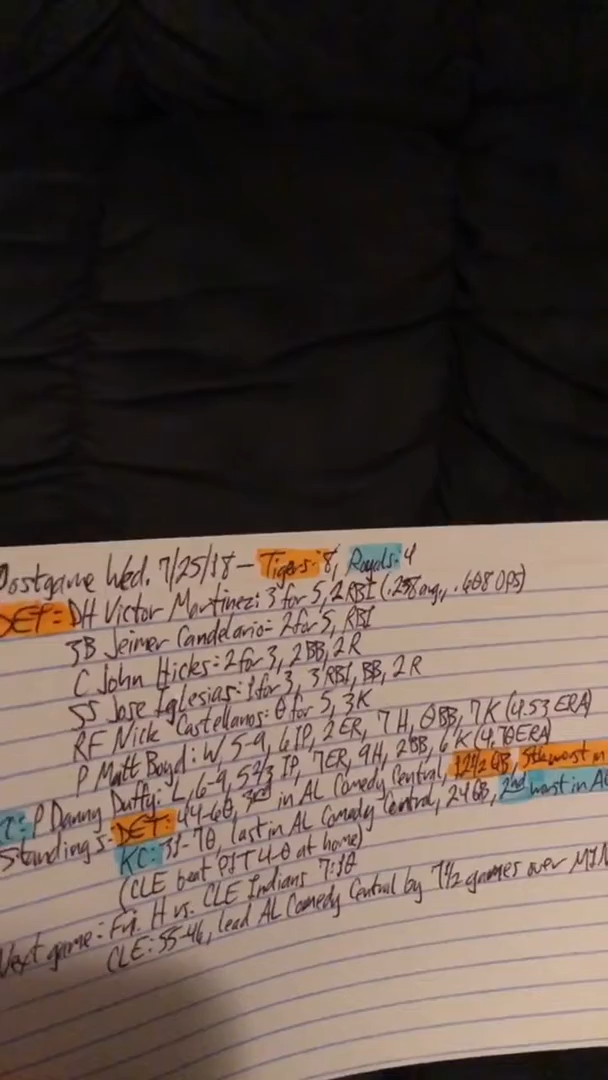 Postgame Wed. 7/25/18 - Tigers: 8, Royals: 4
DET: DH Victor Martinez: 3 for 5, 2 RBI (.258 avg., .608 OPS)
3B Jeimer Candelario: 2 for 5, RBI
C John Hicks: 2 for 3, 2 BB, 2 R
SS Jose Iglesias: 1 for 3, 3 RBI, BB, 2 R
RF Nick Castellanos: 0 for 5, 3 K
P Matt Boyd: W, 5-9, 6 IP, 2 ER, 7 H, 0 BB, 7 K (4.53 ERA)
KC: P Danny Duffy: L, 6-9, 5 2/3 IP, 7 ER, 9 H, 2 BB, 6 K (4.70 ERA)
Standings: DET: 44-60, 3rd in AL Comedy Central, 12 1/2 GB, 5th worst in
KC: 31-70, last in AL Comedy Central, 24 GB, 2nd worst in AL
(CLE beat PIT 4-0 at home)
Next game: Fri. H vs. CLE Indians 7:10
CLE: 55-46, lead AL Comedy Central by 7 1/2 games over MIN